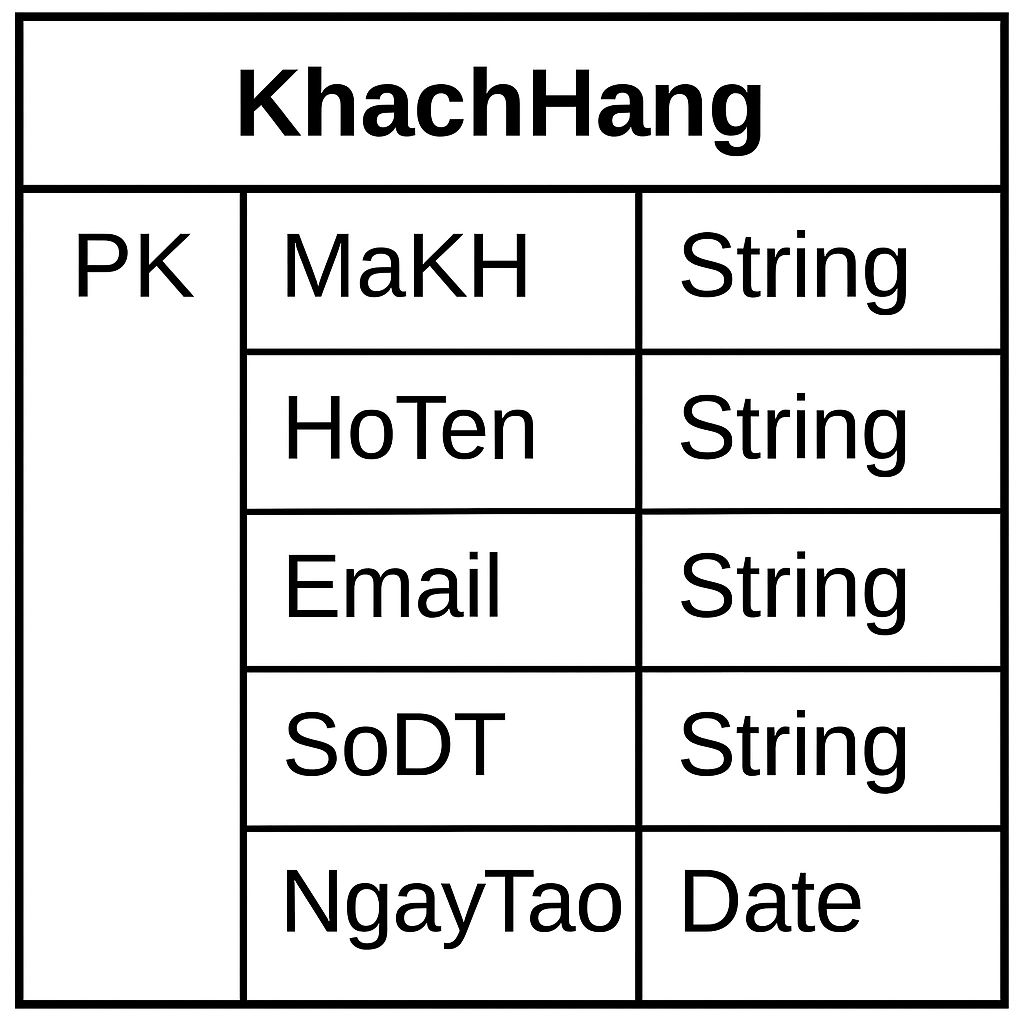 KhachHang
PK MaKH String
HoTen String
Email String
SoDT String
NgayTao Date